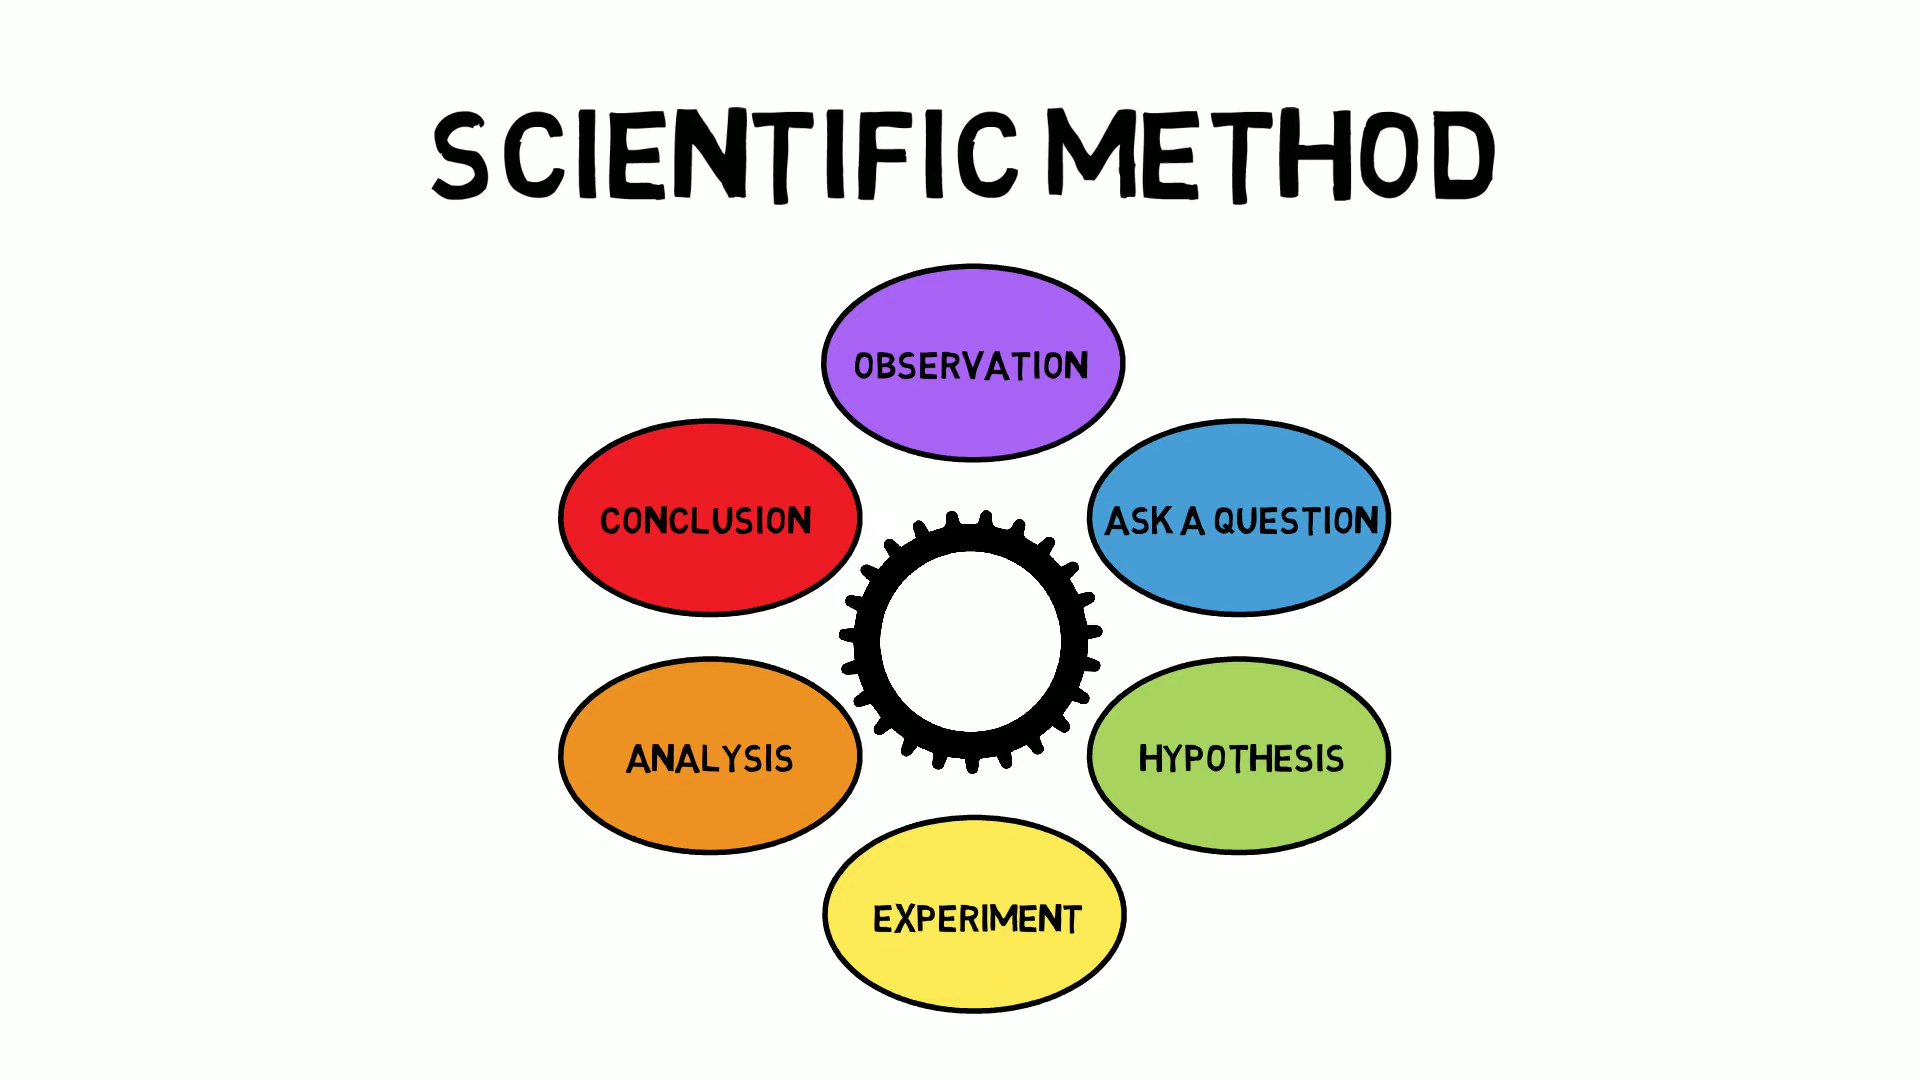 SCIENTIFIC METHOD
OBSERVATION
ASK A QUESTION
HYPOTHESIS
EXPERIMENT
ANALYSIS
CONCLUSION